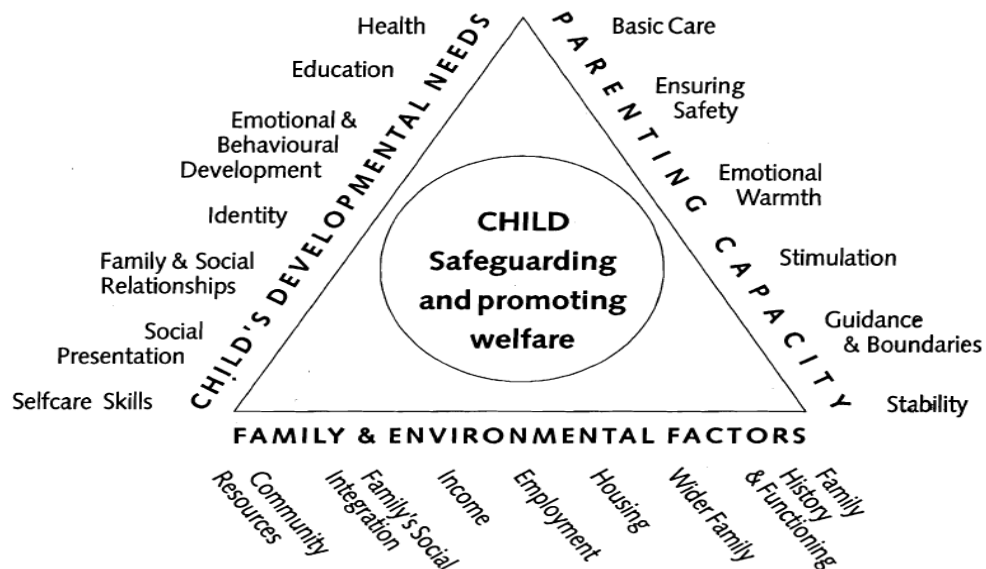 Health
Education
Emotional &
Behavioural
Development
Identity
Family & Social
Relationships
Social
Presentation
Selfcare Skills
CHILD'S DEVELOPMENTAL NEEDS
CHILD
Safeguarding
and promoting
welfare
PARENTING CAPACITY
Basic Care
Ensuring
Safety
Emotional
Warmth
Stimulation
Guidance
& Boundaries
Stability
FAMILY & ENVIRONMENTAL FACTORS
Community
Resources
Family's Social
Integration
Income
Employment
Housing
Wider Family
Family
History
& Functioning